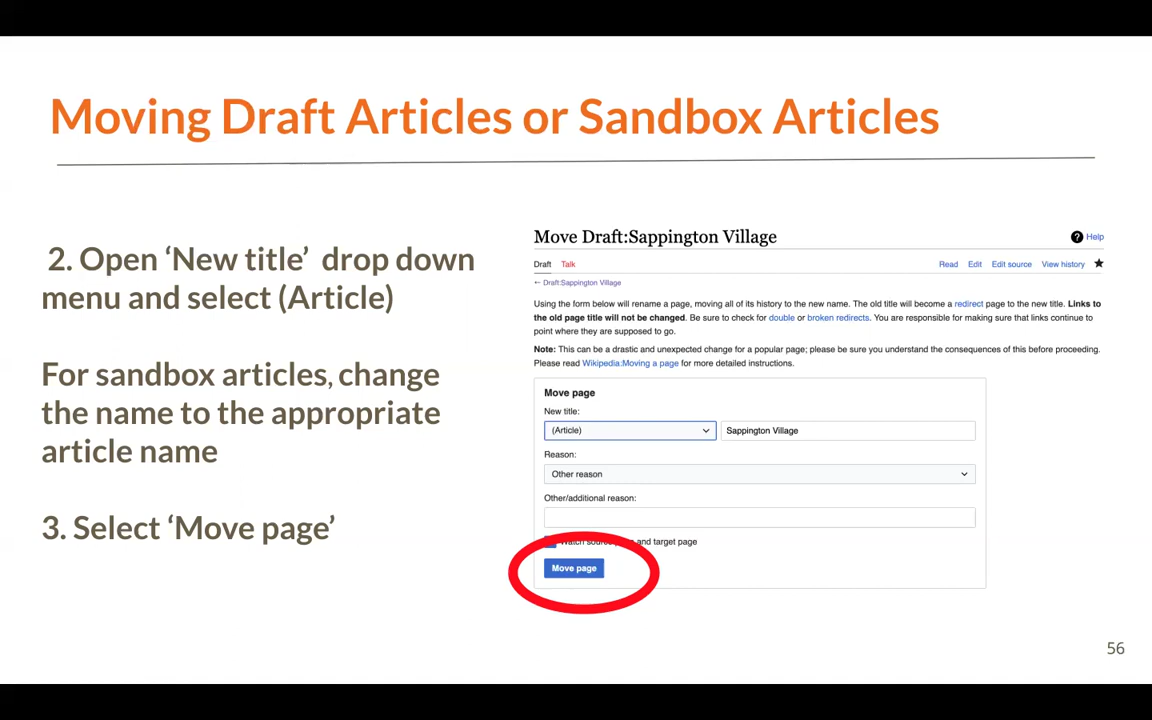 Moving Draft Articles or Sandbox Articles
2. Open ‘New title’ drop down
menu and select (Article)
For sandbox articles, change
the name to the appropriate
article name
3. Select ‘Move page’
Move Draft:Sappington Village
? Help
Draft Talk
Read Edit Edit source View history
← Draft:Sappington Village
Using the form below will rename a page, moving all of its history to the new name. The old title will become a redirect page to the new title. Links to
the old page title will not be changed. Be sure to check for double or broken redirects. You are responsible for making sure that links continue to
point where they are supposed to go.
Note: This can be a drastic and unexpected change for a popular page; please be sure you understand the consequences of this before proceeding.
Please read Wikipedia:Moving a page for more detailed instructions.
Move page
New title:
(Article) Sappington Village
Reason:
Other reason
Other/additional reason:
Watch source and target page
Move page
56